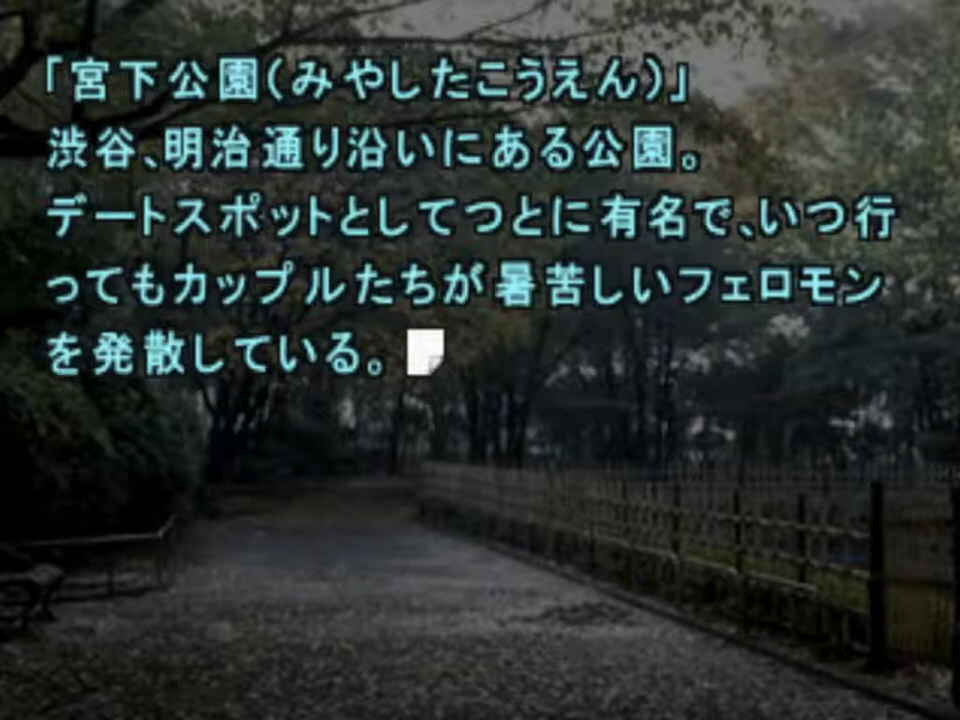 「宮下公園(みやしたこうえん)」
渋谷、明治通り沿いにある公園。
デートスポットとしてつとに有名で、いつ行
ってもカップルたちが暑苦しいフェロモン
を発散している。